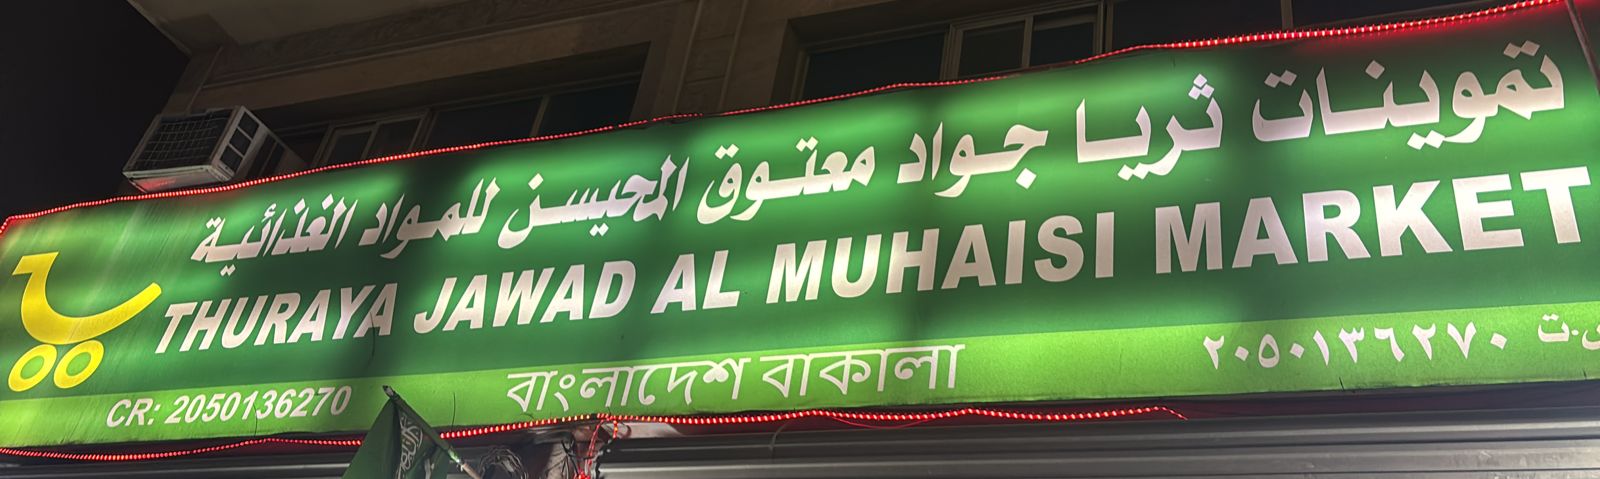 تموينات ثريا جواد معتوق المحيسن للمواد الغذائية
THURAYA JAWAD AL MUHAISI MARKET
বাংলাদেশ বাকালা
س.ت ٢٠٥٠١٣٦٢٧٠
CR: 2050136270